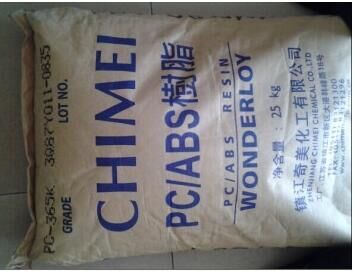 CHIMEI
PC/ABS樹脂
PC/ABS RESIN
WONDERLOY
净含量: 25 kg
镇江奇美化工有限公司
ZHENJIANG CHIMEI CHEMICAL CO.,LTD
GRADE
PC-365K
LOT NO.